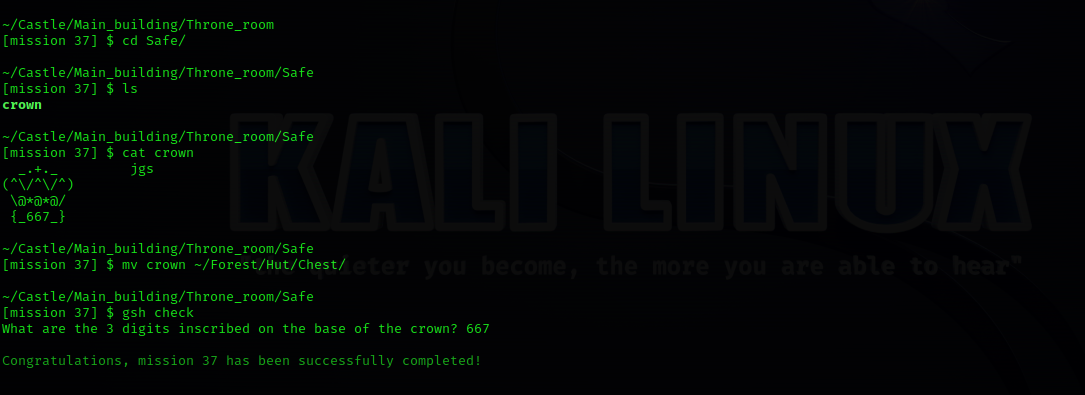 ~/Castle/Main_building/Throne_room
[mission 37] $ cd Safe/
~/Castle/Main_building/Throne_room/Safe
[mission 37] $ ls
crown
~/Castle/Main_building/Throne_room/Safe
[mission 37] $ cat crown
  _.+._         jgs
(^\/^\/^)
 \@*@*@/
 {_667_}
KALI LINUX
~/Castle/Main_building/Throne_room/Safe
[mission 37] $ mv crown ~/Forest/Hut/Chest/
eter you become, the more you are able to hear"
~/Castle/Main_building/Throne_room/Safe
[mission 37] $ gsh check
What are the 3 digits inscribed on the base of the crown? 667
Congratulations, mission 37 has been successfully completed!